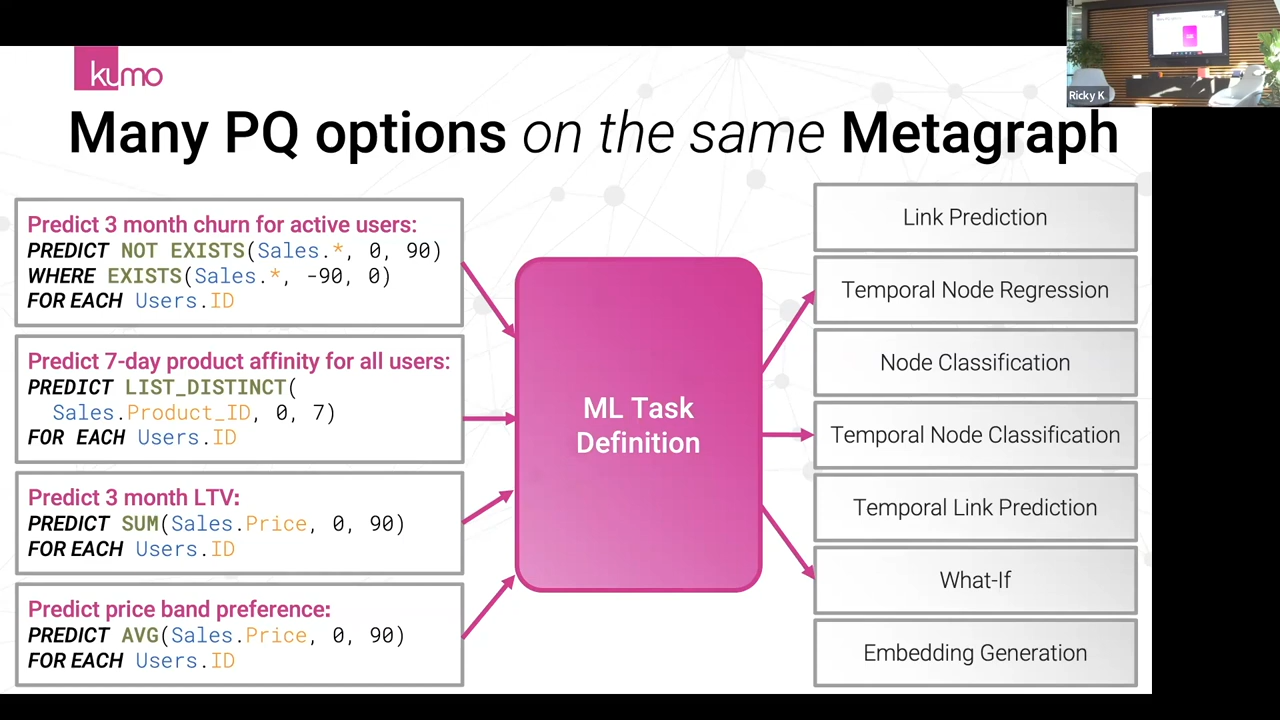 kumo
Ricky K.
Many PQ options on the same Metagraph
Predict 3 month churn for active users:
PREDICT NOT EXISTS(Sales.*, 0, 90)
WHERE EXISTS(Sales.*, -90, 0)
FOR EACH Users.ID
Predict 7-day product affinity for all users:
PREDICT LIST_DISTINCT(
Sales.Product_ID, 0, 7)
FOR EACH Users.ID
Predict 3 month LTV:
PREDICT SUM(Sales.Price, 0, 90)
FOR EACH Users.ID
Predict price band preference:
PREDICT AVG(Sales.Price, 0, 90)
FOR EACH Users.ID
ML Task
Definition
Link Prediction
Temporal Node Regression
Node Classification
Temporal Node Classification
Temporal Link Prediction
What-If
Embedding Generation